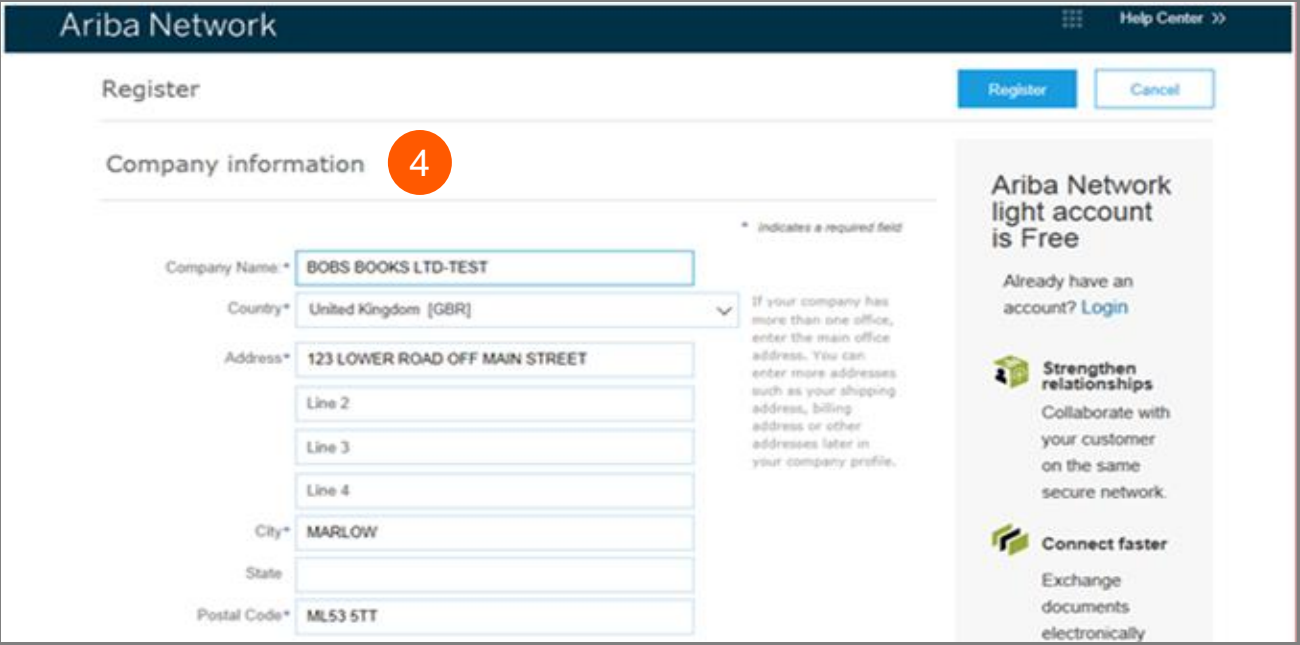 Ariba Network
Help Center »
Register
Register
Cancel
Company information
4
* Indicates a required field
Company Name:* BOBS BOOKS LTD-TEST
Country* United Kingdom [GBR]
Address* 123 LOWER ROAD OFF MAIN STREET
Line 2
Line 3
Line 4
City* MARLOW
State
Postal Code* ML53 5TT
If your company has
more than one office,
enter the main office
address. You can
enter more addresses
such as your shipping
address, billing
address or other
addresses later in
your company profile.
Ariba Network
light account
is Free
Already have an
account? Login
Strengthen
relationships
Collaborate with
your customer
on the same
secure network.
Connect faster
Exchange
documents
electronically